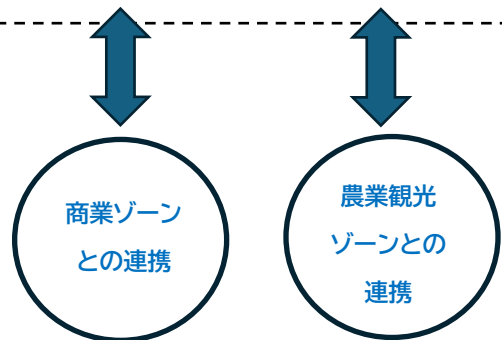 商業ゾーン
との連携
農業観光
ゾーンとの
連携